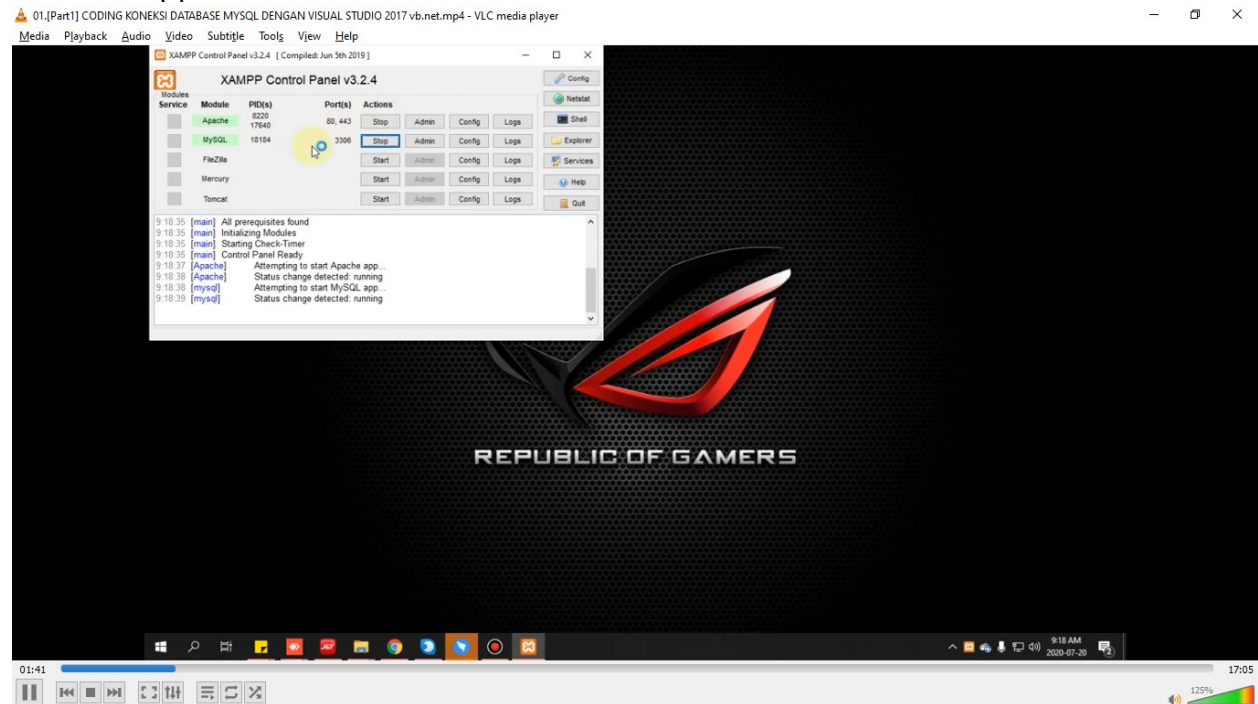 01.[Part1] CODING KONEKSI DATABASE MYSQL DENGAN VISUAL STUDIO 2017 vb.net.mp4 - VLC media player
Media Playback Audio Video Subtitle Tools View Help
XAMPP Control Panel v3.2.4 [ Compiled: Jun 5th 2019 ]
XAMPP Control Panel v3.2.4
Config
Modules
Service Module PID(s) Port(s) Actions
Netstat
Apache 8220 17640 80, 443 Stop Admin Config Logs
Shell
MySQL 18184 3306 Stop Admin Config Logs
Explorer
FileZilla Start Admin Config Logs
Services
Mercury Start Admin Config Logs
Help
Tomcat Start Admin Config Logs
Quit
9:18:35 [main] All prerequisites found
9:18:35 [main] Initializing Modules
9:18:35 [main] Starting Check-Timer
9:18:35 [main] Control Panel Ready
9:18:37 [Apache] Attempting to start Apache app...
9:18:38 [Apache] Status change detected: running
9:18:38 [mysql] Attempting to start MySQL app...
9:18:39 [mysql] Status change detected: running
REPUBLIC OF GAMERS
9:18 AM
2020-07-20
01:41 17:05
125%